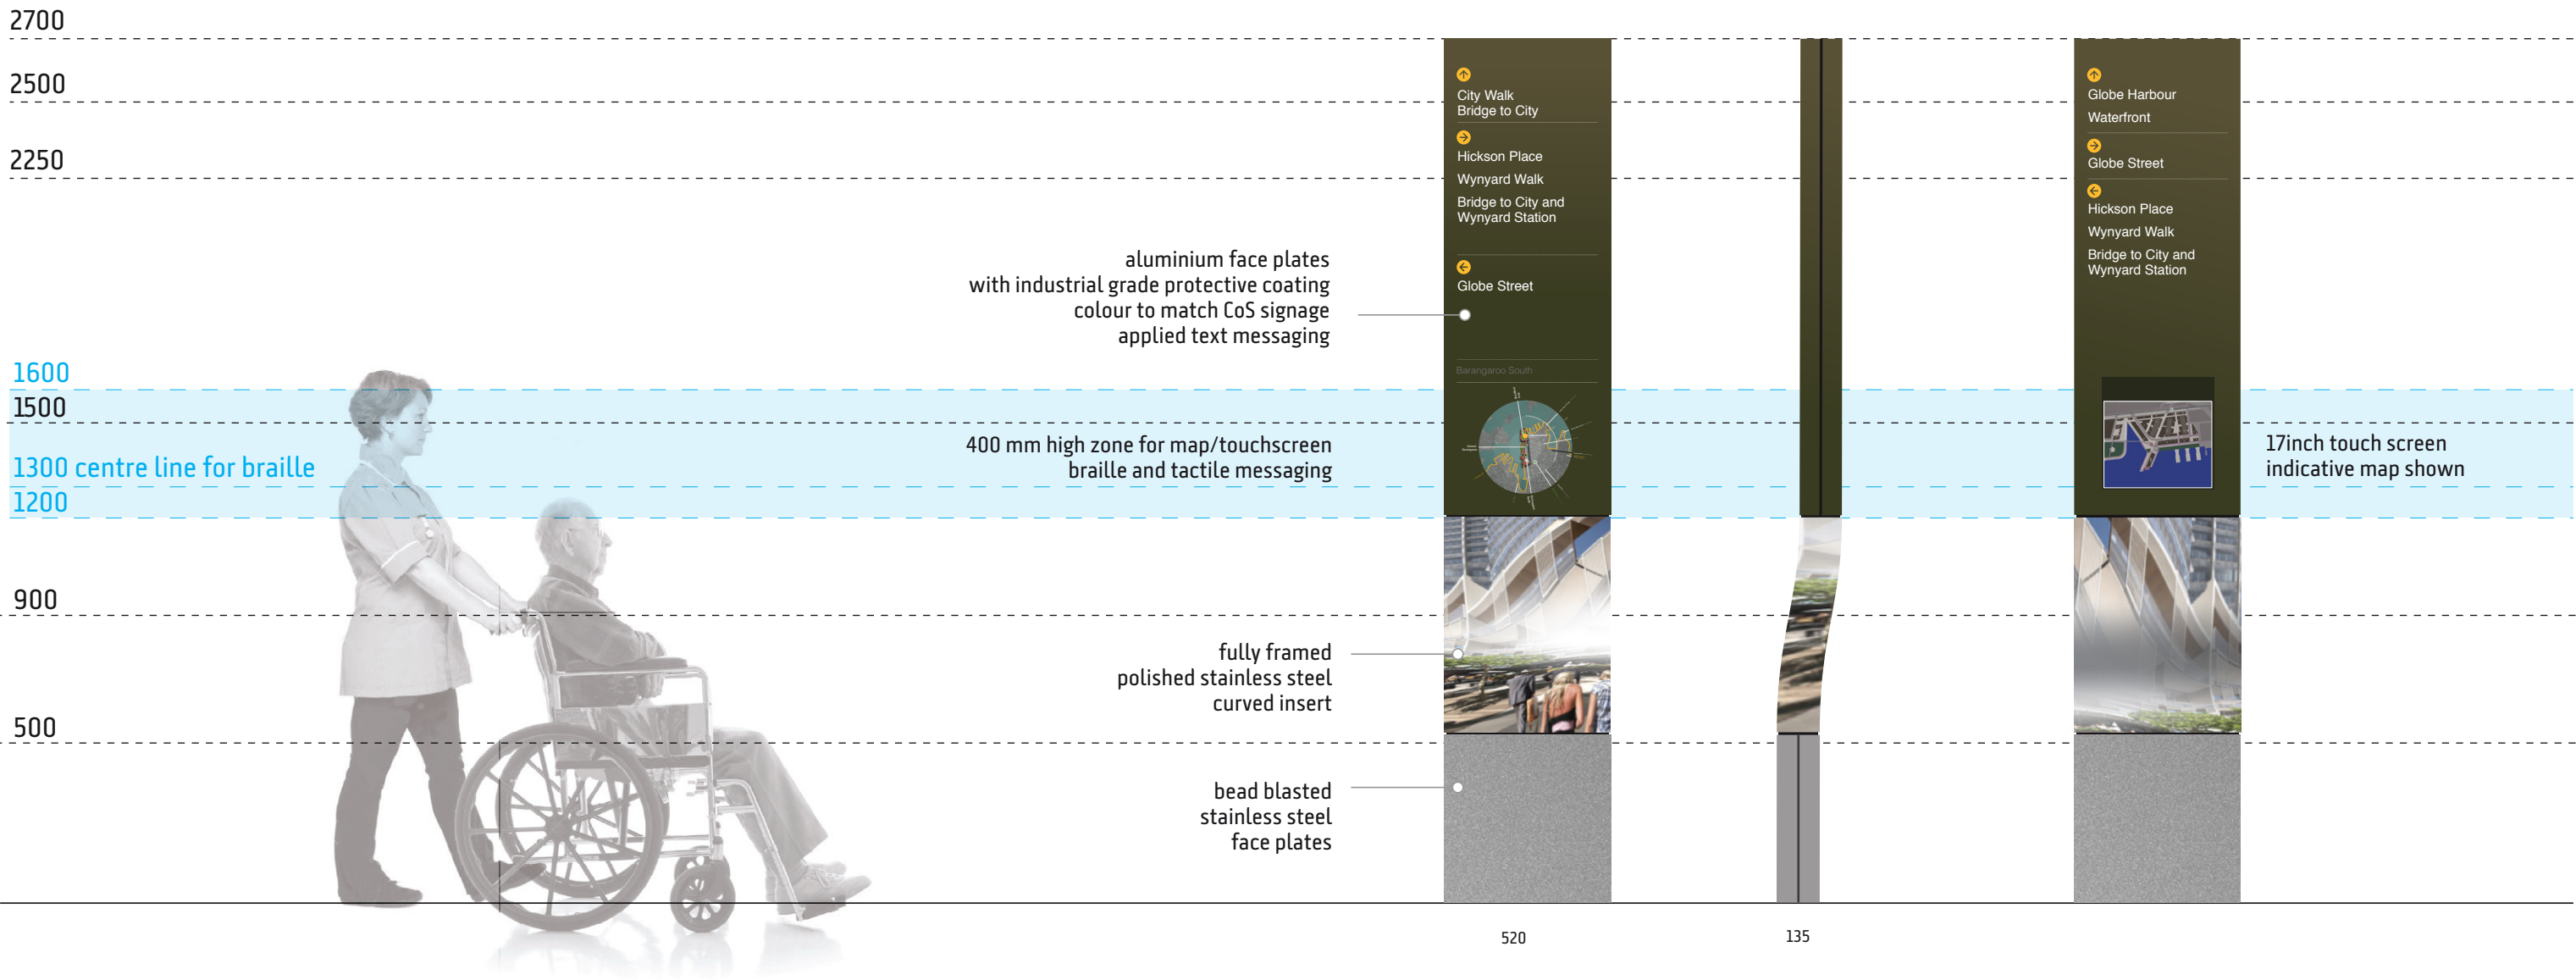 2700
2500
2250
1600
1500
1300 centre line for braille
1200
900
500
aluminium face plates
with industrial grade protective coating
colour to match CoS signage
applied text messaging
400 mm high zone for map/touchscreen
braille and tactile messaging
fully framed
polished stainless steel
curved insert
bead blasted
stainless steel
face plates
City Walk
Bridge to City
Hickson Place
Wynyard Walk
Bridge to City and
Wynyard Station
Globe Street
Barangaroo South
520
135
Globe Harbour
Waterfront
Globe Street
Hickson Place
Wynyard Walk
Bridge to City and
Wynyard Station
17inch touch screen
indicative map shown